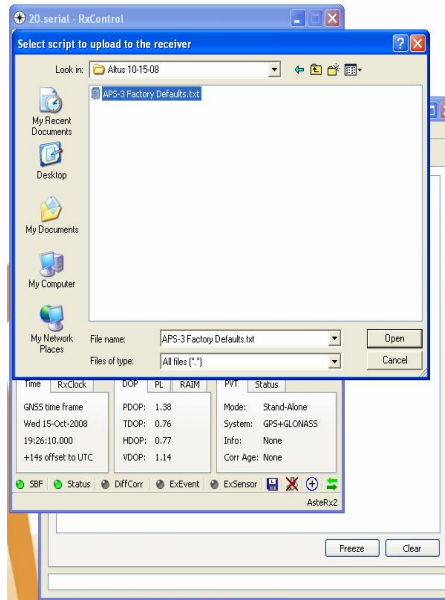 20.serial - RxControl
Select script to upload to the receiver
Look in: Altus 10-15-08
APS-3 Factory Defaults.txt
My Recent
Documents
Desktop
My Documents
My Computer
My Network
Places
File name: APS-3 Factory Defaults.txt Open
Files of type: All files (*.*) Cancel
Time RxClock DOP PL RAIM PVT Status
GNSS time frame PDOP: 1.38 Mode: Stand-Alone
Wed 15-Oct-2008 TDOP: 0.76 System: GPS+GLONASS
19:26:10.000 HDOP: 0.77 Info: None
+14s offset to UTC VDOP: 1.14 Corr Age: None
SBF Status DiffCorr ExEvent ExSensor
AsteRx2
Freeze Clear